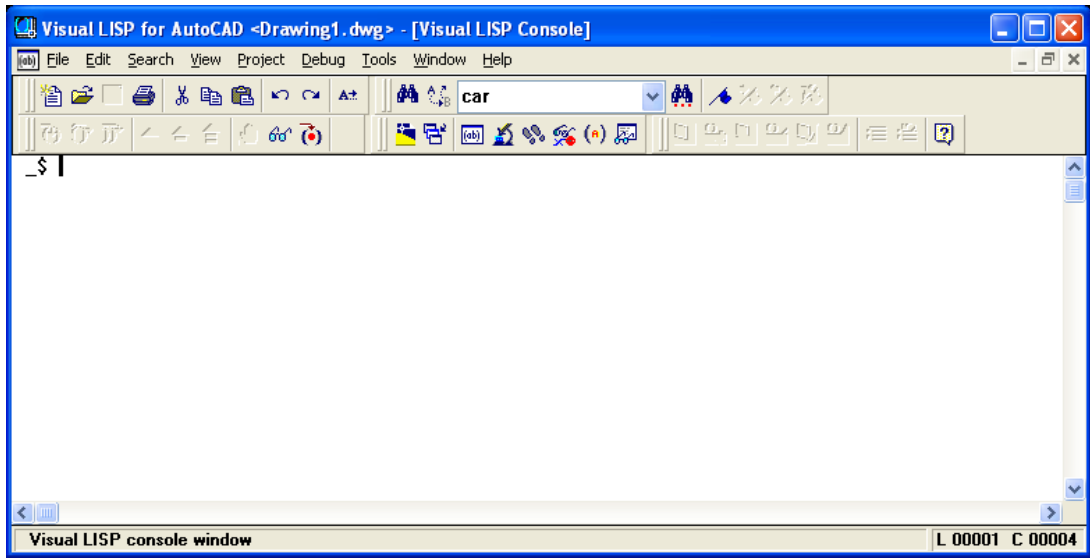 Visual LISP for AutoCAD <Drawing1.dwg> - [Visual LISP Console]
File Edit Search View Project Debug Tools Window Help
car
_$
Visual LISP console window L 00001 C 00004